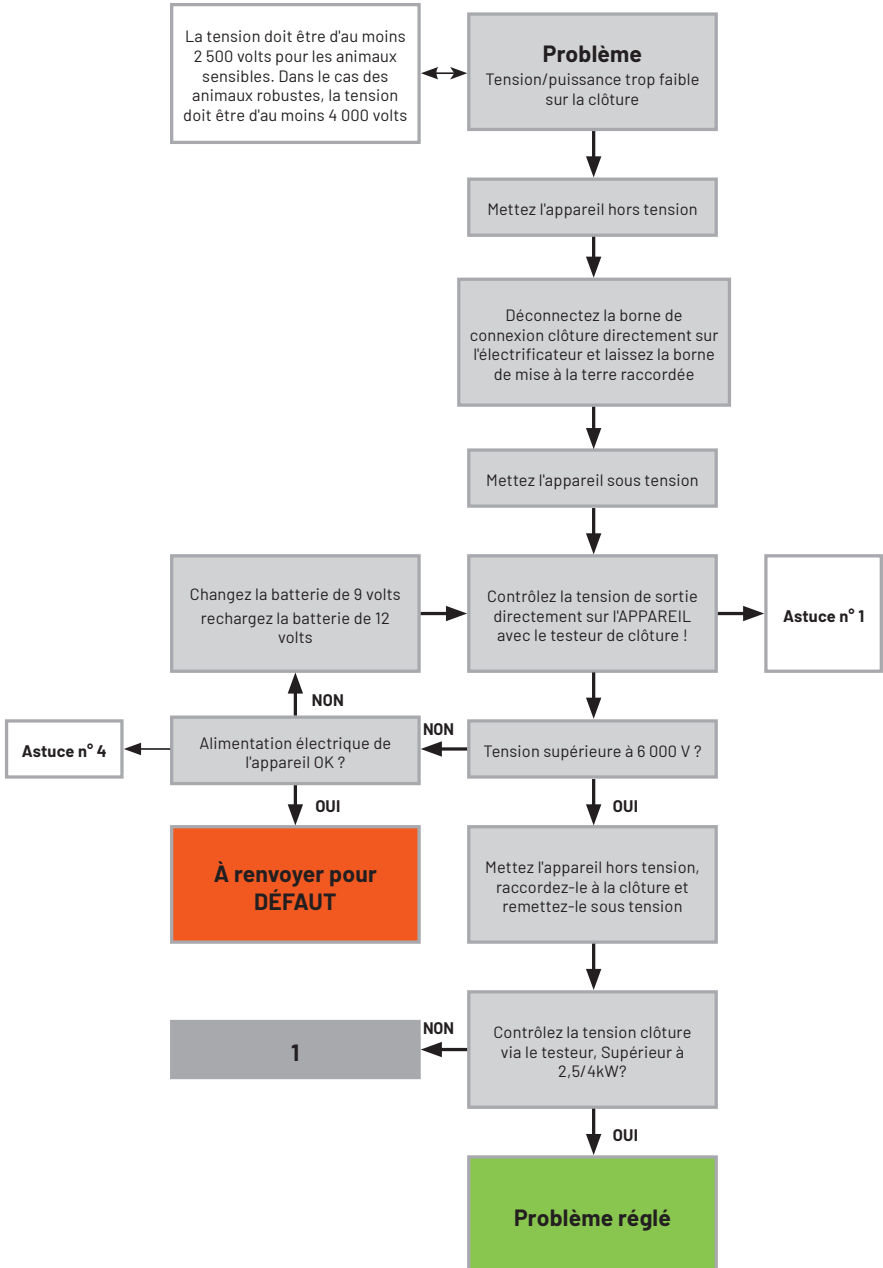 La tension doit être d'au moins
2 500 volts pour les animaux
sensibles. Dans le cas des
animaux robustes, la tension
doit être d'au moins 4 000 volts
Problème
Tension/puissance trop faible
sur la clôture
Mettez l'appareil hors tension
Déconnectez la borne de
connexion clôture directement sur
l'électrificateur et laissez la borne
de mise à la terre raccordée
Mettez l'appareil sous tension
Changez la batterie de 9 volts
rechargez la batterie de 12
volts
Contrôlez la tension de sortie
directement sur l'APPAREIL
avec le testeur de clôture !
Astuce n° 1
NON
Astuce n° 4
Alimentation électrique de
l'appareil OK ?
NON
Tension supérieure à 6 000 V ?
OUI
OUI
À renvoyer pour
DÉFAUT
Mettez l'appareil hors tension,
raccordez-le à la clôture et
remettez-le sous tension
1
NON
Contrôlez la tension clôture
via le testeur, Supérieur à
2,5/4kW?
OUI
Problème réglé